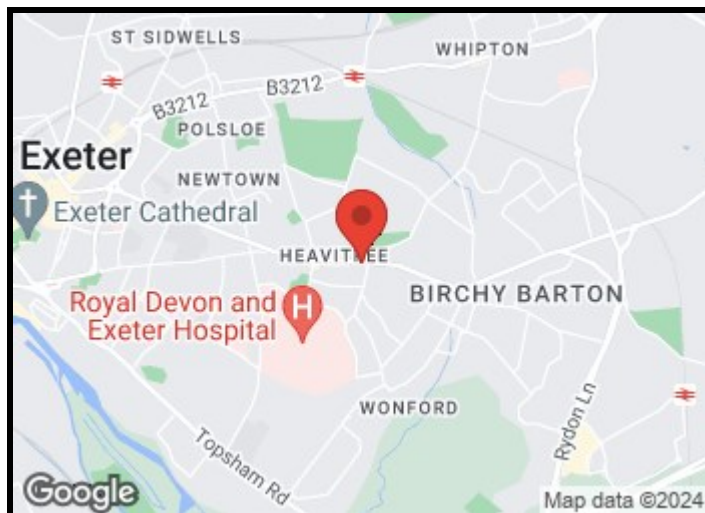 ST SIDWELLS
WHIPTON
B3212
B3212
POLSLOE
Exeter
NEWTOWN
Exeter Cathedral
HEAVITREE
Royal Devon and
Exeter Hospital
H
BIRCHY BARTON
WONFORD
Topsham Rd
Rydon Ln
Google
Map data ©2024